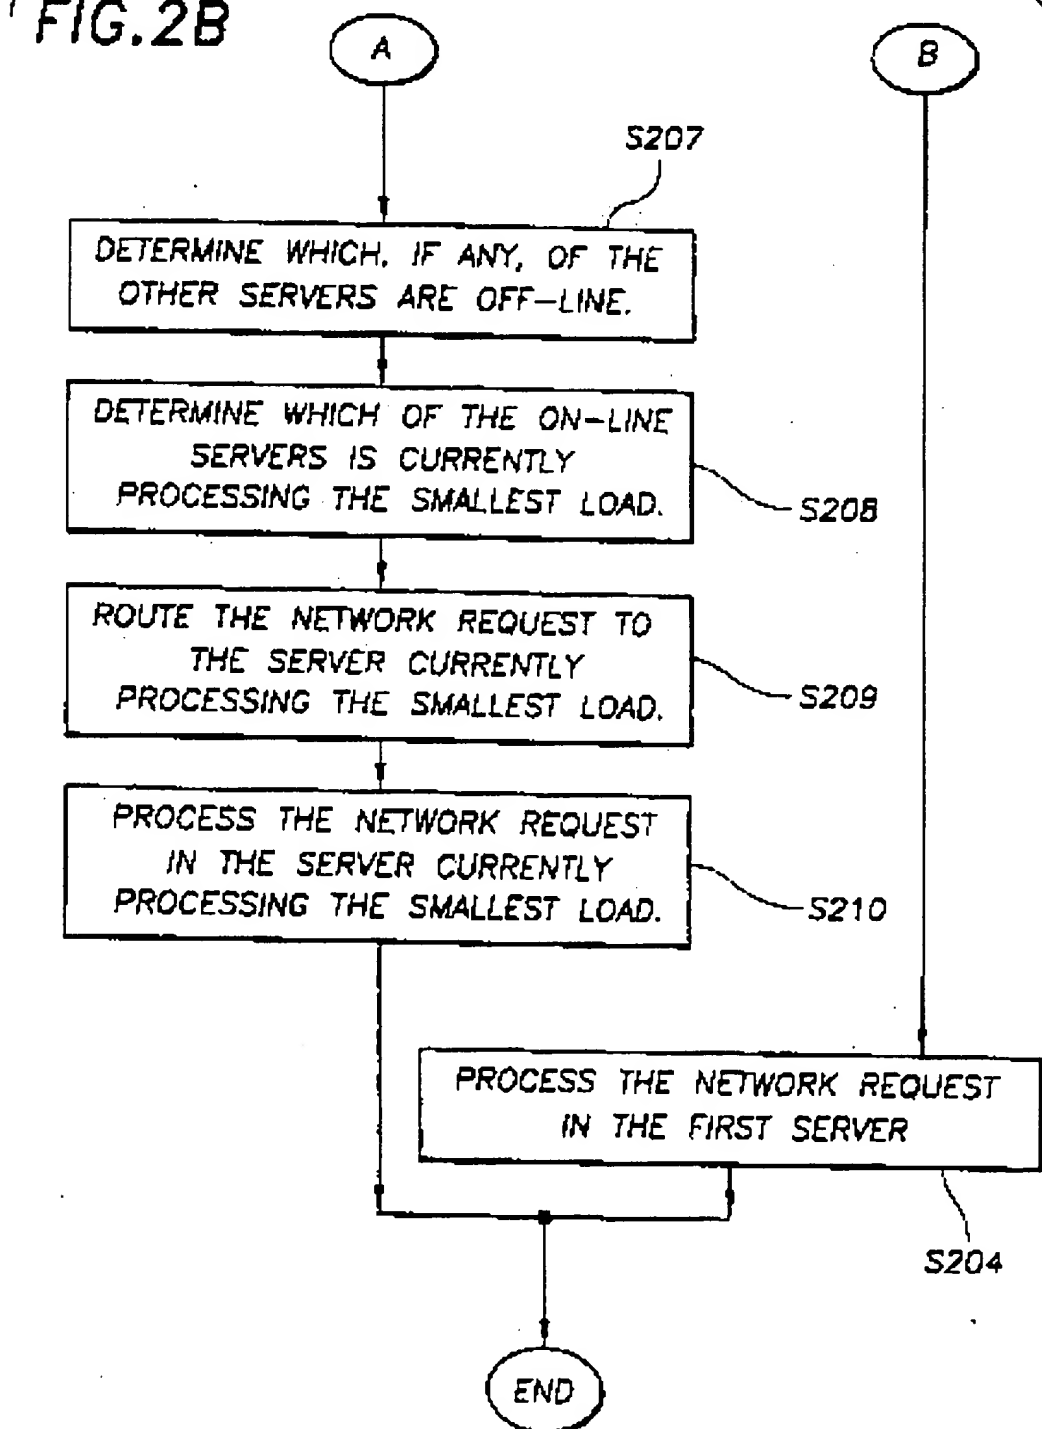 FIG.2B
A
B
S207
DETERMINE WHICH, IF ANY, OF THE
OTHER SERVERS ARE OFF-LINE.
DETERMINE WHICH OF THE ON-LINE
SERVERS IS CURRENTLY
PROCESSING THE SMALLEST LOAD.
S208
ROUTE THE NETWORK REQUEST TO
THE SERVER CURRENTLY
PROCESSING THE SMALLEST LOAD.
S209
PROCESS THE NETWORK REQUEST
IN THE SERVER CURRENTLY
PROCESSING THE SMALLEST LOAD.
S210
PROCESS THE NETWORK REQUEST
IN THE FIRST SERVER
S204
END